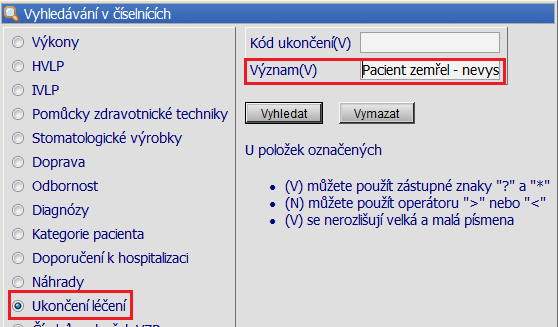 Vyhledávání v číselnících
Výkony
HVLP
IVLP
Pomůcky zdravotnické techniky
Stomatologické výrobky
Doprava
Odbornost
Diagnózy
Kategorie pacienta
Doporučení k hospitalizaci
Náhrady
Ukončení léčení
Kód ukončení(V)
Význam(V) Pacient zemřel - nevys
Vyhledat Vymazat
U položek označených
(V) můžete použít zástupné znaky "?" a "*"
(N) můžete použít operátoru ">" nebo "<"
(V) se nerozlišují velká a malá písmena